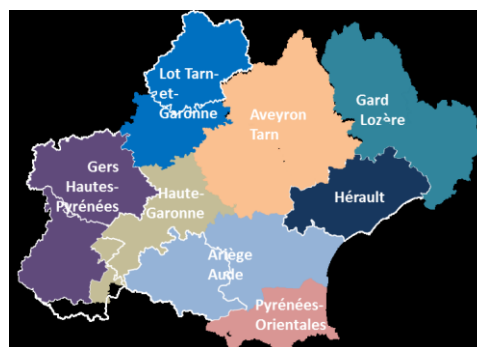 Lot Tarn-
et-
Garonne
Aveyron
Tarn
Gard
Lozère
Gers
Hautes-
Pyrénées
Haute-
Garonne
Hérault
Ariège
Aude
Pyrénées-
Orientales